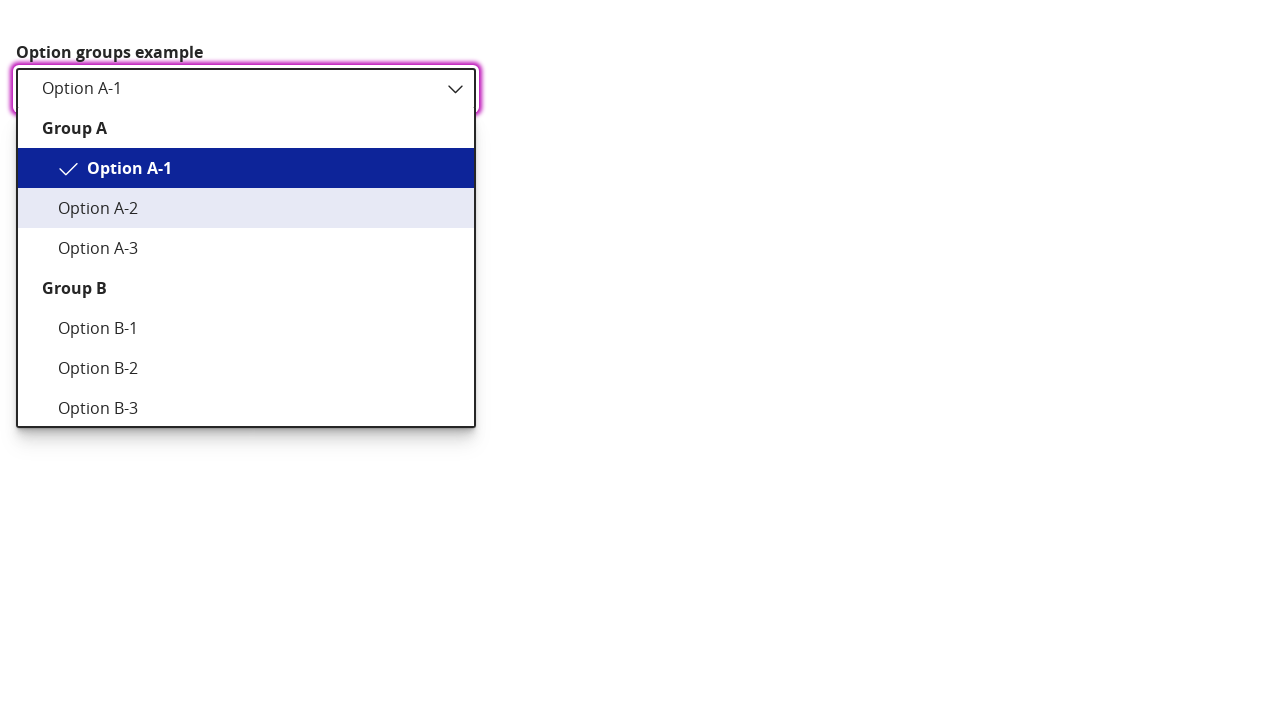 Option groups example
Option A-1
Group A
Option A-1
Option A-2
Option A-3
Group B
Option B-1
Option B-2
Option B-3